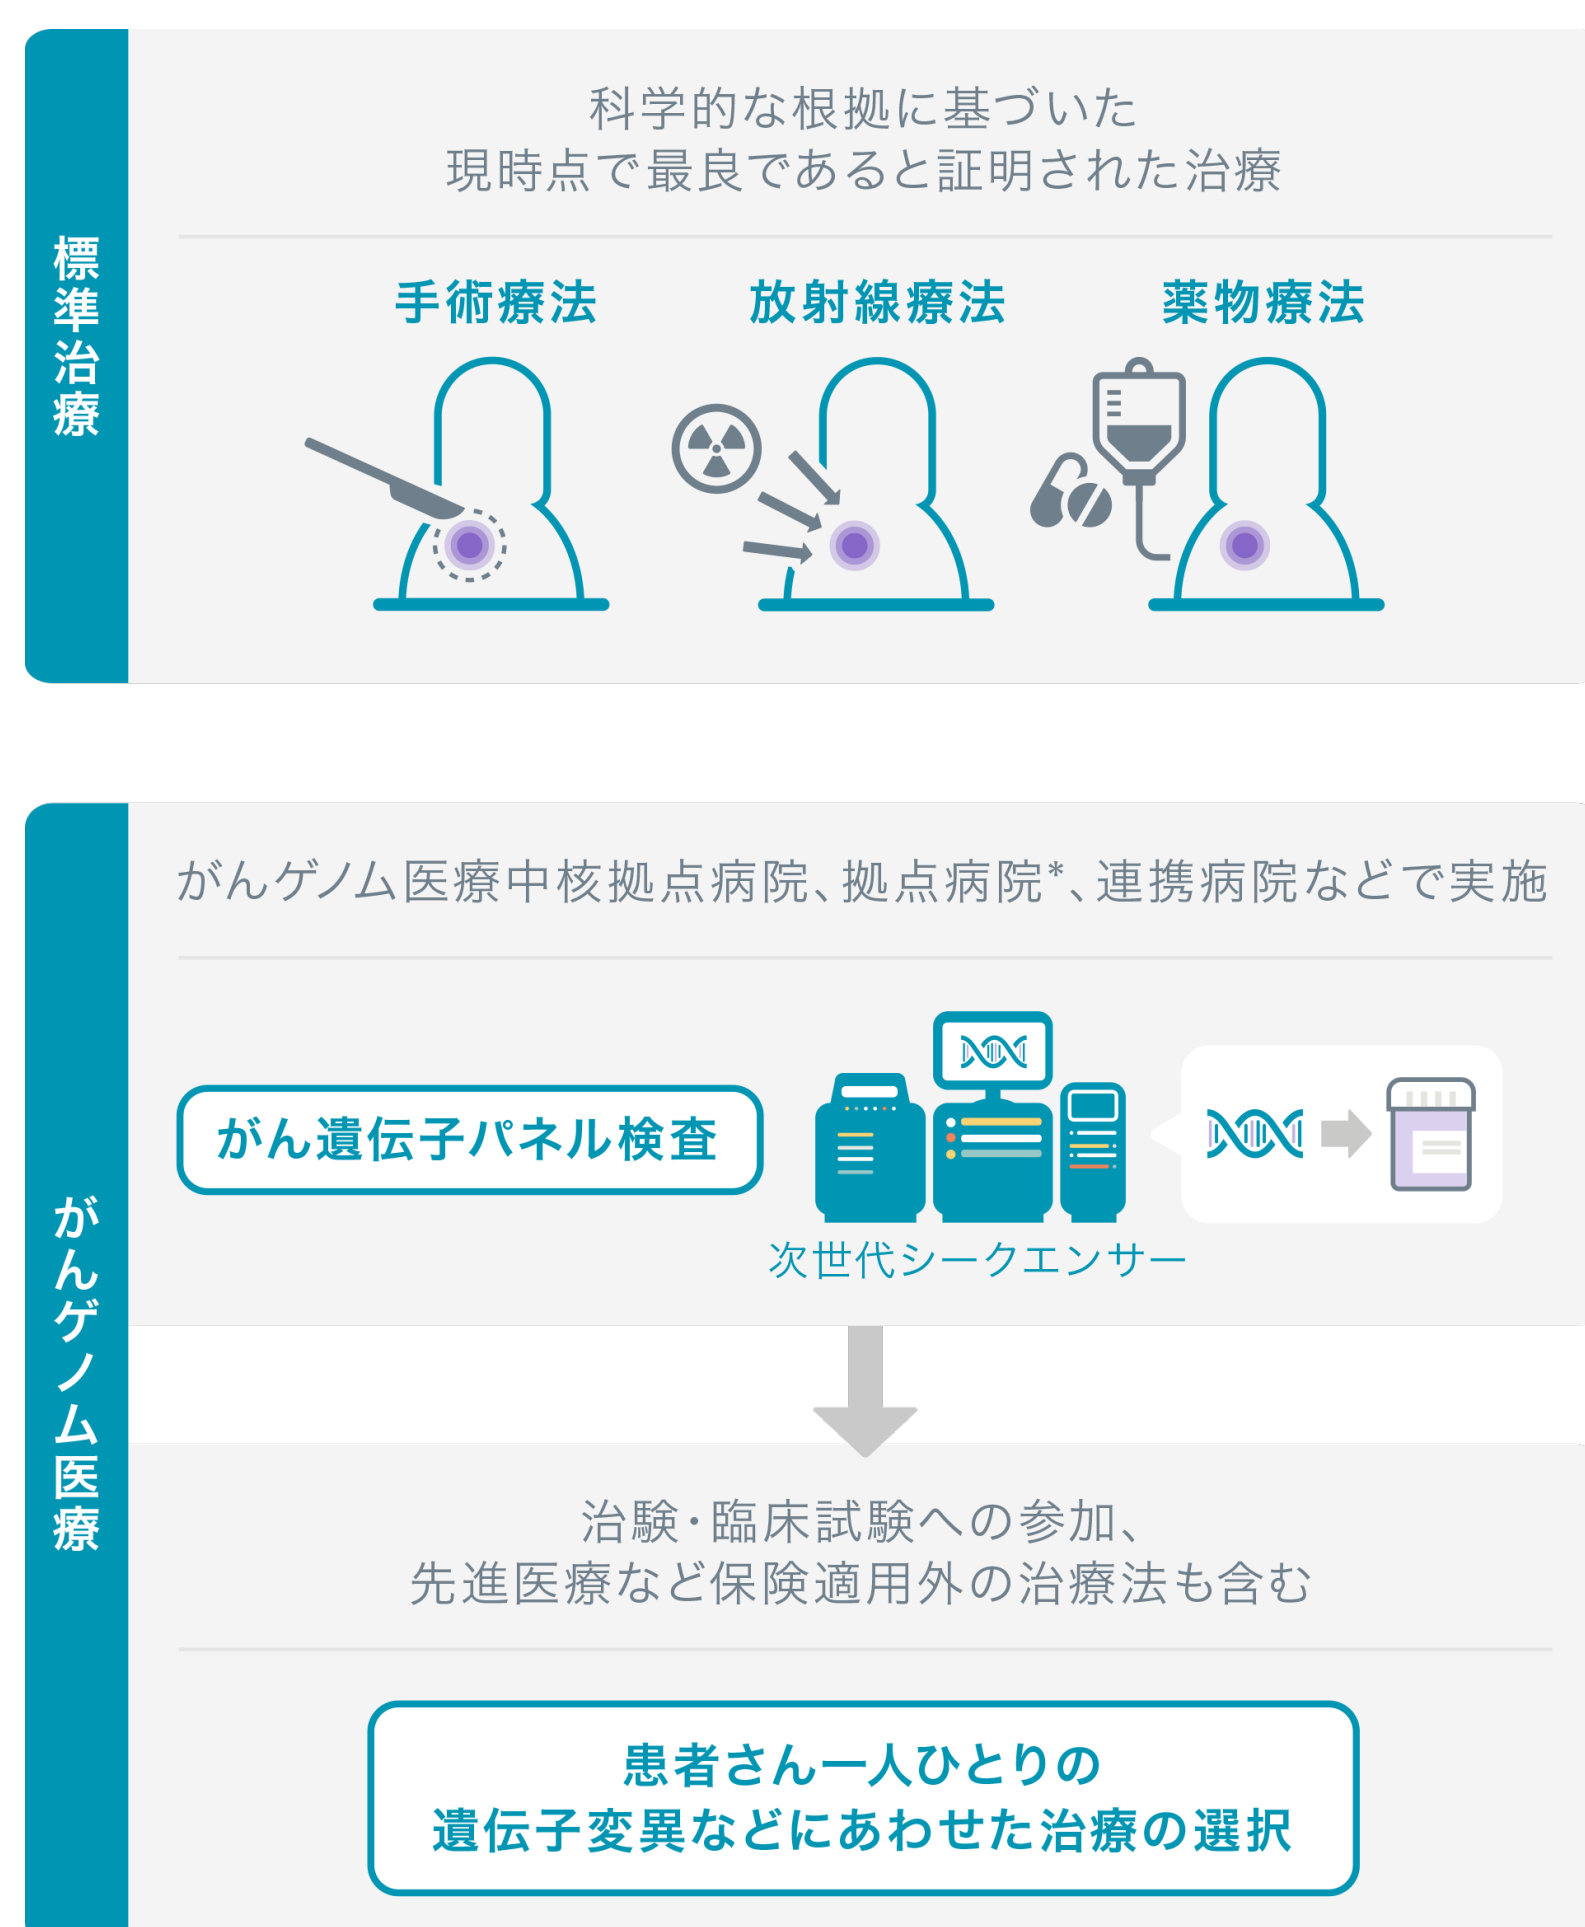 標準治療
科学的な根拠に基づいた
現時点で最良であると証明された治療
手術療法
放射線療法
薬物療法
がんゲノム医療
がんゲノム医療中核拠点病院、拠点病院*、連携病院などで実施
がん遺伝子パネル検査
次世代シークエンサー
治験・臨床試験への参加、
先進医療など保険適用外の治療法も含む
患者さん一人ひとりの
遺伝子変異などにあわせた治療の選択